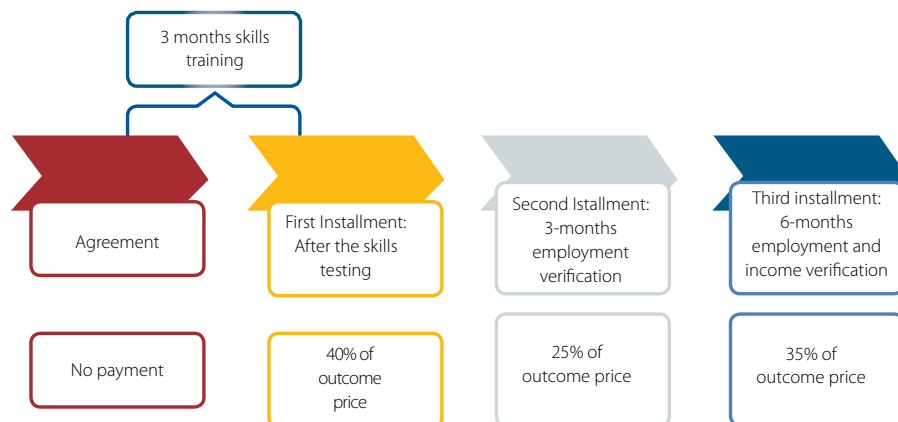 3 months skills
training
Agreement
First Installment:
After the skills
testing
Second Istallment:
3-months
employment
verification
Third installment:
6-months
employment and
income verification
No payment
40% of
outcome
price
25% of
outcome price
35% of
outcome price